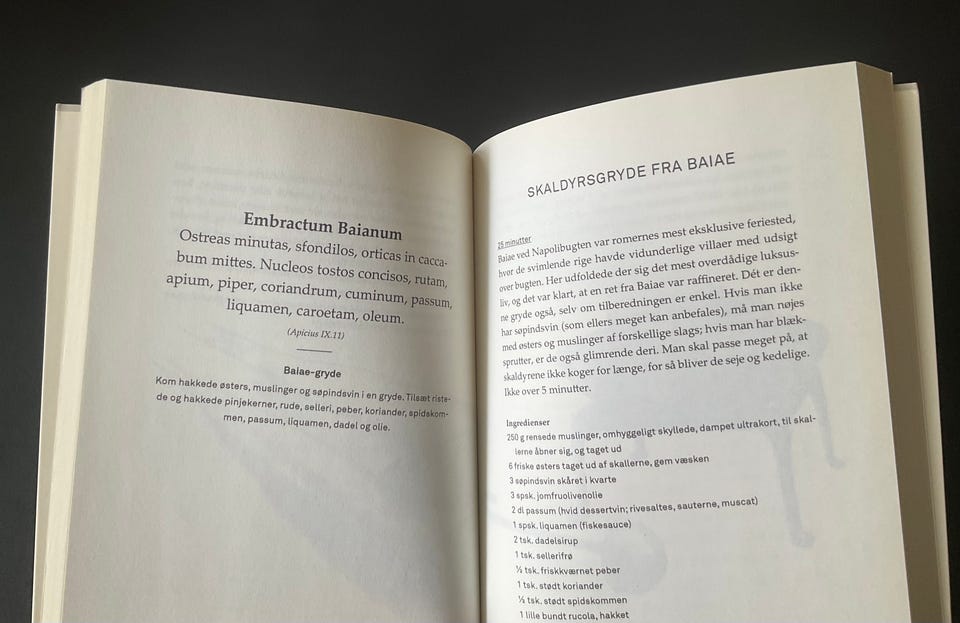 Embractum Baianum
Ostreas minutas, sfondilos, orticas in cacca-
bum mittes. Nucleos tostos concisos, rutam,
apium, piper, coriandrum, cuminum, passum,
liquamen, caroetam, oleum.
(Apicius IX.11)
Baiae-gryde
Kom hakkede østers, muslinger og søpindsvin i en gryde. Tilsæt riste-
de og hakkede pinjekerner, rude, selleri, peber, koriander, spidskom-
men, passum, liquamen, dadel og olie.
SKALDYRSGRYDE FRA BAIAE
25 minutter
Baiae ved Napolibugten var romernes mest eksklusive feriested,
hvor de svimlende rige havde vidunderlige villaer med udsigt
over bugten. Her udfoldede der sig det mest overdådige luksus-
liv, og det var klart, at en ret fra Baiae var raffineret. Dét er den-
ne gryde også, selv om tilberedningen er enkel. Hvis man ikke
har søpindsvin (som ellers meget kan anbefales), må man nøjes
med østers og muslinger af forskellige slags; hvis man har blæk-
sprutter, er de også glimrende deri. Man skal passe meget på, at
skaldyrene ikke koger for længe, for så bliver de seje og kedelige.
Ikke over 5 minutter.
Ingredienser
250 g rensede muslinger, omhyggeligt skyllede, dampet ultrakort, til skal-
lerne åbner sig, og taget ud
6 friske østers taget ud af skallerne, gem væsken
3 søpindsvin skåret i kvarte
3 spsk. jomfruolivenolie
2 dl passum (hvid dessertvin; rivesaltes, sauterne, muscat)
1 spsk. liquamen (fiskesauce)
2 tsk. dadelsirup
1 tsk. sellerifrø
½ tsk. friskkværnet peber
1 tsk. stødt koriander
½ tsk. stødt spidskommen
1 lille bundt rucola, hakket